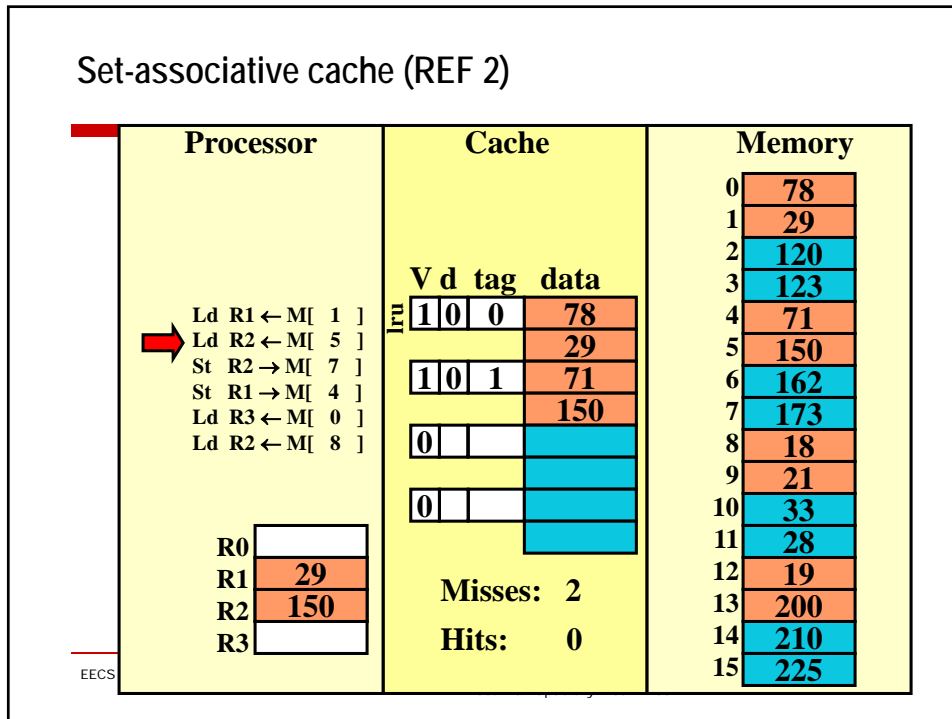 Set-associative cache (REF 2)
Processor
Ld R1 ← M[ 1 ]
Ld R2 ← M[ 5 ]
St R2 → M[ 7 ]
St R1 → M[ 4 ]
Ld R3 ← M[ 0 ]
Ld R2 ← M[ 8 ]
R0
R1 29
R2 150
R3
Cache
V d tag data
lru
1 0 0 78
29
1 0 1 71
150
0
0
Misses: 2
Hits: 0
Memory
0 78
1 29
2 120
3 123
4 71
5 150
6 162
7 173
8 18
9 21
10 33
11 28
12 19
13 200
14 210
15 225
EECS